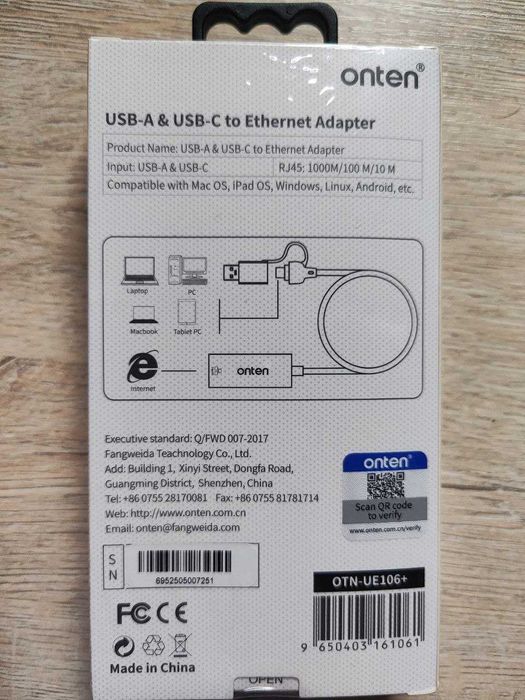 onten®
USB-A & USB-C to Ethernet Adapter
Product Name: USB-A & USB-C to Ethernet Adapter
Input: USB-A & USB-C RJ45: 1000M/100 M/10 M
Compatible with Mac OS, iPad OS, Windows, Linux, Android, etc.
Laptop PC
Macbook Tablet PC
Internet
onten
Executive standard: Q/FWD 007-2017
Fangweida Teachnology Co., Ltd.
Add: Building 1, Xinyi Street, Dongfa Road,
Guangming District, Shenzhen, China
Tel: +86 0755 28170081 Fax: +86 0755 81781714
Web: http://www.onten.com.cn
Email: onten@fangweida.com
onten®
Scan QR code
to verify
www.onten.com.cn/verify
S
N
6952505007251
FC CE
Made in China
OTN-UE106+
9 650403 161061
OPEN